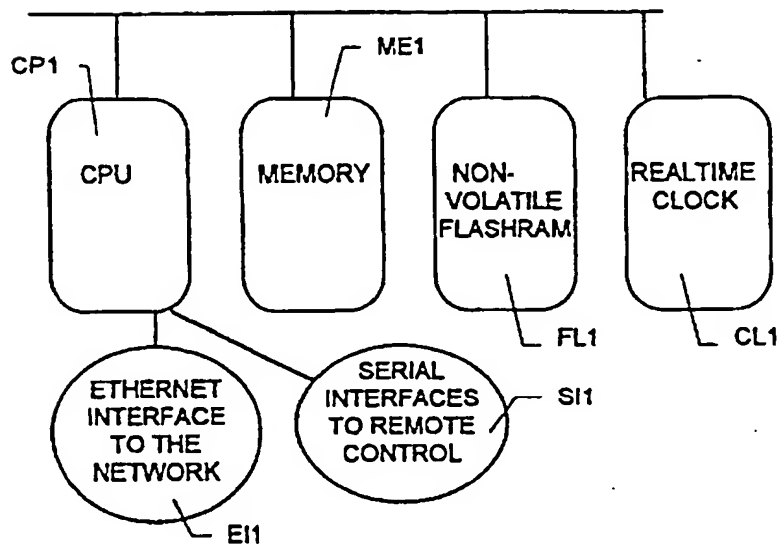 CP1
ME1
CPU
MEMORY
NON-
VOLATILE
FLASHRAM
REALTIME
CLOCK
FL1
CL1
ETHERNET
INTERFACE
TO THE
NETWORK
SERIAL
INTERFACES
TO REMOTE
CONTROL
SI1
EI1